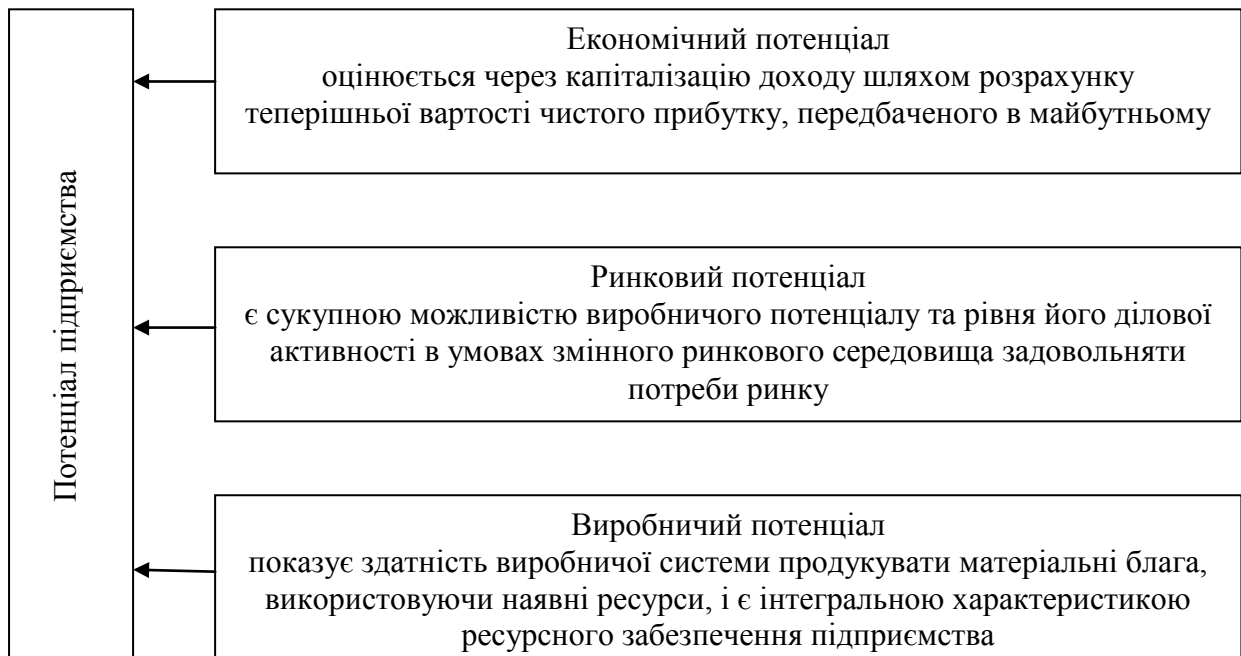 Потенціал підприємства
Економічний потенціал
оцінюється через капіталізацію доходу шляхом розрахунку
теперішньої вартості чистого прибутку, передбаченого в майбутньому
Ринковий потенціал
є сукупною можливістю виробничого потенціалу та рівня його ділової
активності в умовах змінного ринкового середовища задовольняти
потреби ринку
Виробничий потенціал
показує здатність виробничої системи продукувати матеріальні блага,
використовуючи наявні ресурси, і є інтегральною характеристикою
ресурсного забезпечення підприємства